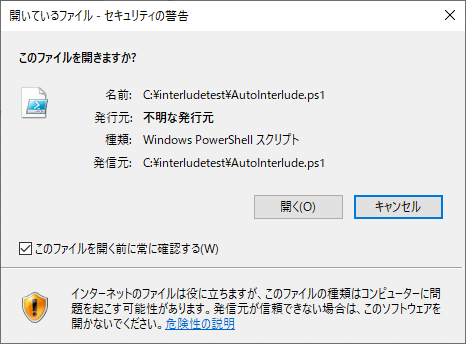 開いているファイル - セキュリティの警告
このファイルを開きますか?
名前: C:¥interludetest¥AutoInterlude.ps1
発行元: 不明な発行元
種類: Windows PowerShell スクリプト
発信元: C:¥interludetest¥AutoInterlude.ps1
開く(O) キャンセル
このファイルを開く前に常に確認する(W)
インターネットのファイルは役に立ちますが、このファイルの種類はコンピューターに問
題を起こす可能性があります。発信元が信頼できない場合は、このソフトウェアを
開かないでください。危険性の説明